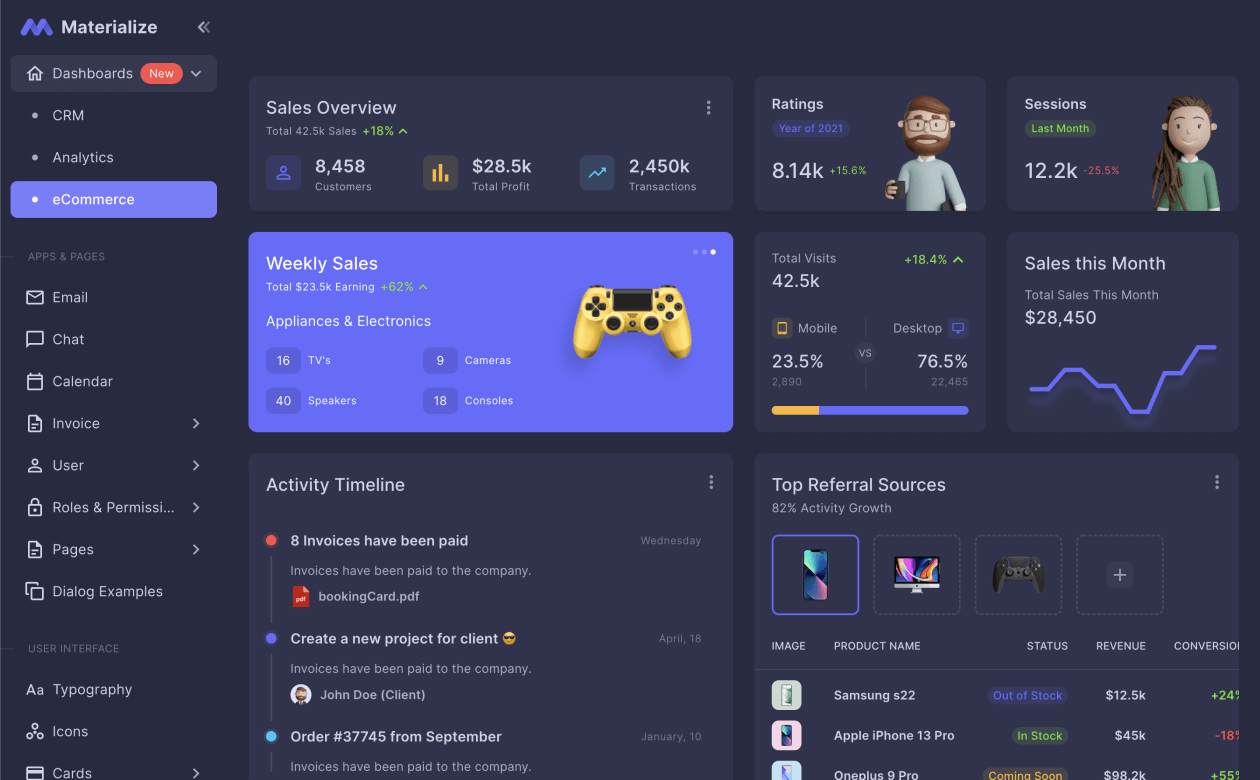 Materialize
Dashboards New
CRM
Analytics
eCommerce
APPS & PAGES
Email
Chat
Calendar
Invoice
User
Roles & Permissi...
Pages
Dialog Examples
USER INTERFACE
Aa Typography
Icons
Cards
Sales Overview
Total 42.5k Sales +18%
8,458
Customers
$28.5k
Total Profit
2,450k
Transactions
Ratings
Year of 2021
8.14k +15.6%
Sessions
Last Month
12.2k -25.5%
Weekly Sales
Total $23.5k Earning +62%
Appliances & Electronics
16 TV's
9 Cameras
40 Speakers
18 Consoles
Total Visits +18.4%
42.5k
Mobile
23.5%
2,890
VS
Desktop
76.5%
22,465
Sales this Month
Total Sales This Month
$28,450
Activity Timeline
8 Invoices have been paid Wednesday
Invoices have been paid to the company.
pdf bookingCard.pdf
Create a new project for client 😎 April, 18
Invoices have been paid to the company.
John Doe (Client)
Order #37745 from September January, 10
Invoices have been paid to the company.
Top Referral Sources
82% Activity Growth
IMAGE PRODUCT NAME STATUS REVENUE CONVERSION
Samsung s22 Out of Stock $12.5k +24%
Apple iPhone 13 Pro In Stock $45k -18%
Oneplus 9 Pro Coming Soon $98.2k +55%